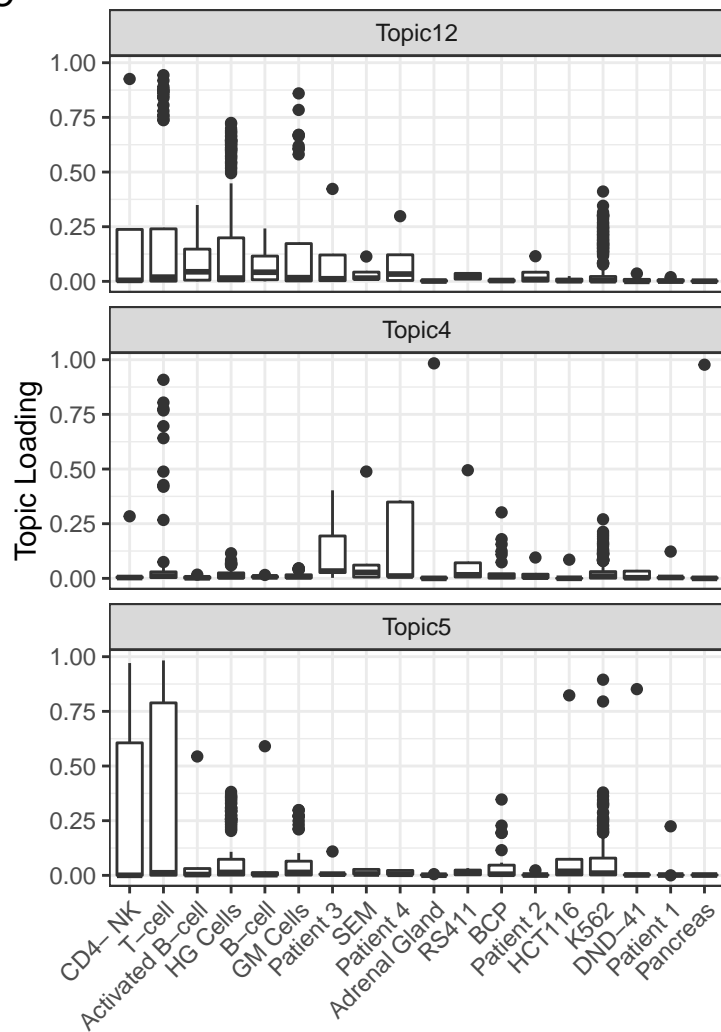 Topic12
1.00
0.75
0.50
0.25
0.00
Topic4
1.00
0.75
0.50
0.25
0.00
Topic Loading
Topic5
1.00
0.75
0.50
0.25
0.00
CD4− NK
T−cell
Activated B−cell
HG Cells
B−cell
GM Cells
Patient 3
SEM
Patient 4
Adrenal Gland
RS411
BCP
Patient 2
HCT116
K562
DND−41
Patient 1
Pancreas